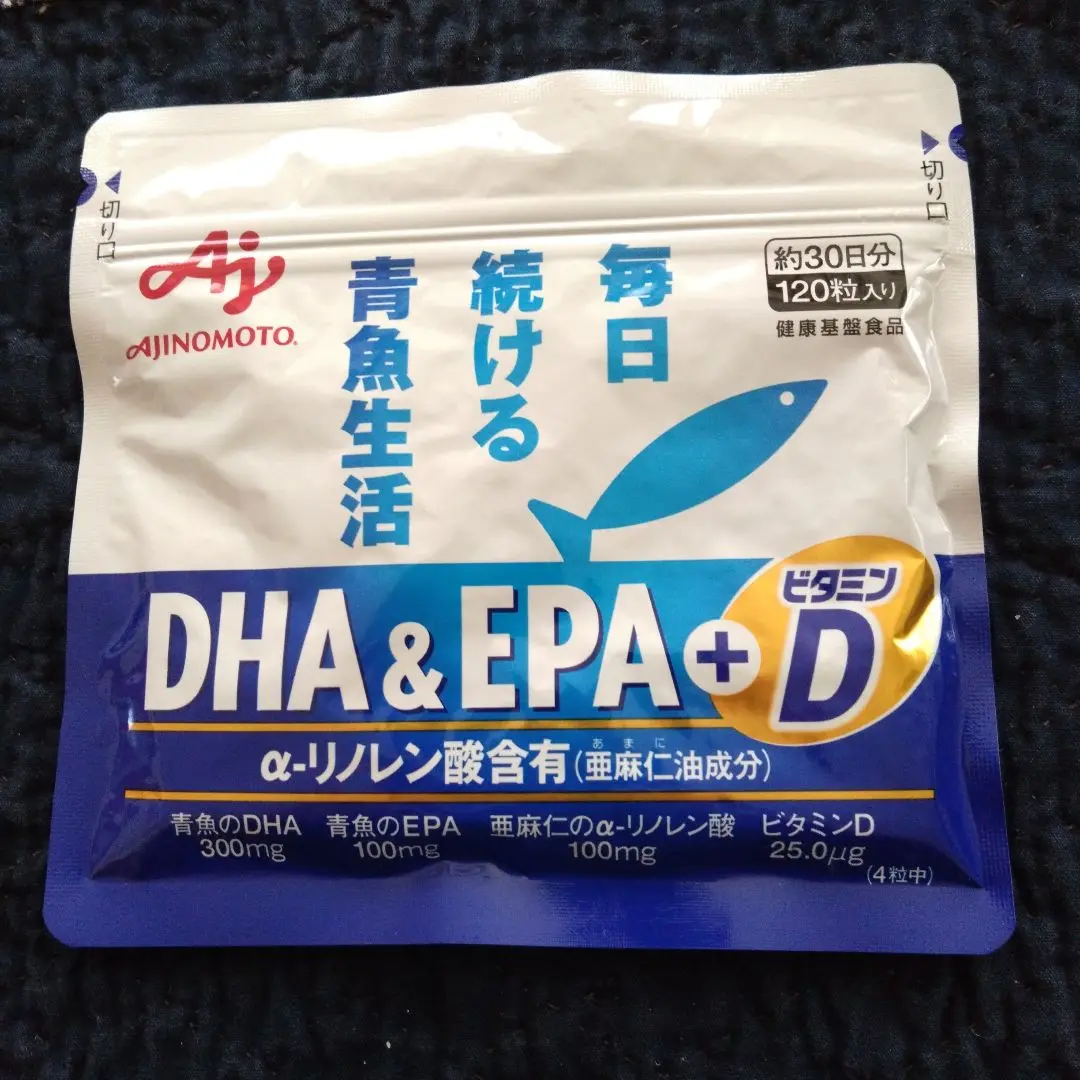 切り口
切り口
Aj
AJINOMOTO
毎日
続ける
青魚生活
約30日分
120粒入り
健康基盤食品
DHA&EPA+
ビタミン
D
α-リノレン酸含有(亜麻仁油成分)
あまに
青魚のDHA 青魚のEPA 亜麻仁のα-リノレン酸 ビタミンD
300mg 100mg 100mg 25.0μg
(4粒中)